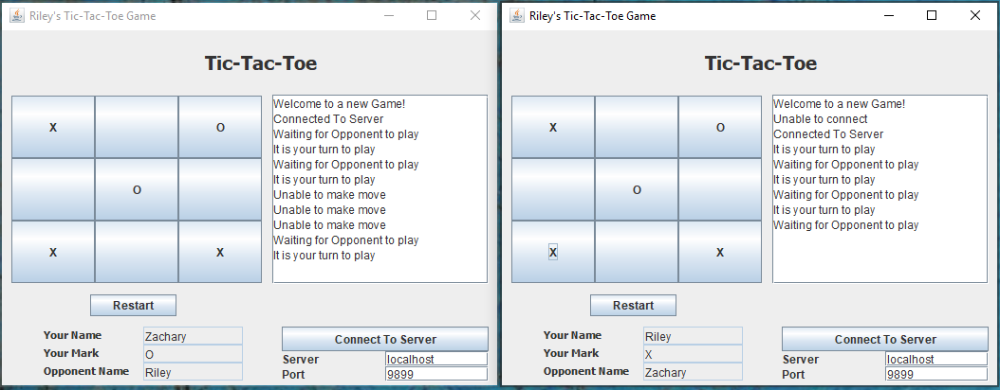 Riley's Tic-Tac-Toe Game
Tic-Tac-Toe
X O
O
X X
Welcome to a new Game!
Connected To Server
Waiting for Opponent to play
It is your turn to play
Waiting for Opponent to play
It is your turn to play
Unable to make move
Unable to make move
Unable to make move
Waiting for Opponent to play
It is your turn to play
Restart
Your Name Zachary
Your Mark O
Opponent Name Riley
Connect To Server
Server localhost
Port 9899
Riley's Tic-Tac-Toe Game
Tic-Tac-Toe
X O
O
X X
Welcome to a new Game!
Unable to connect
Connected To Server
It is your turn to play
Waiting for Opponent to play
It is your turn to play
Waiting for Opponent to play
It is your turn to play
Waiting for Opponent to play
Restart
Your Name Riley
Your Mark X
Opponent Name Zachary
Connect To Server
Server localhost
Port 9899